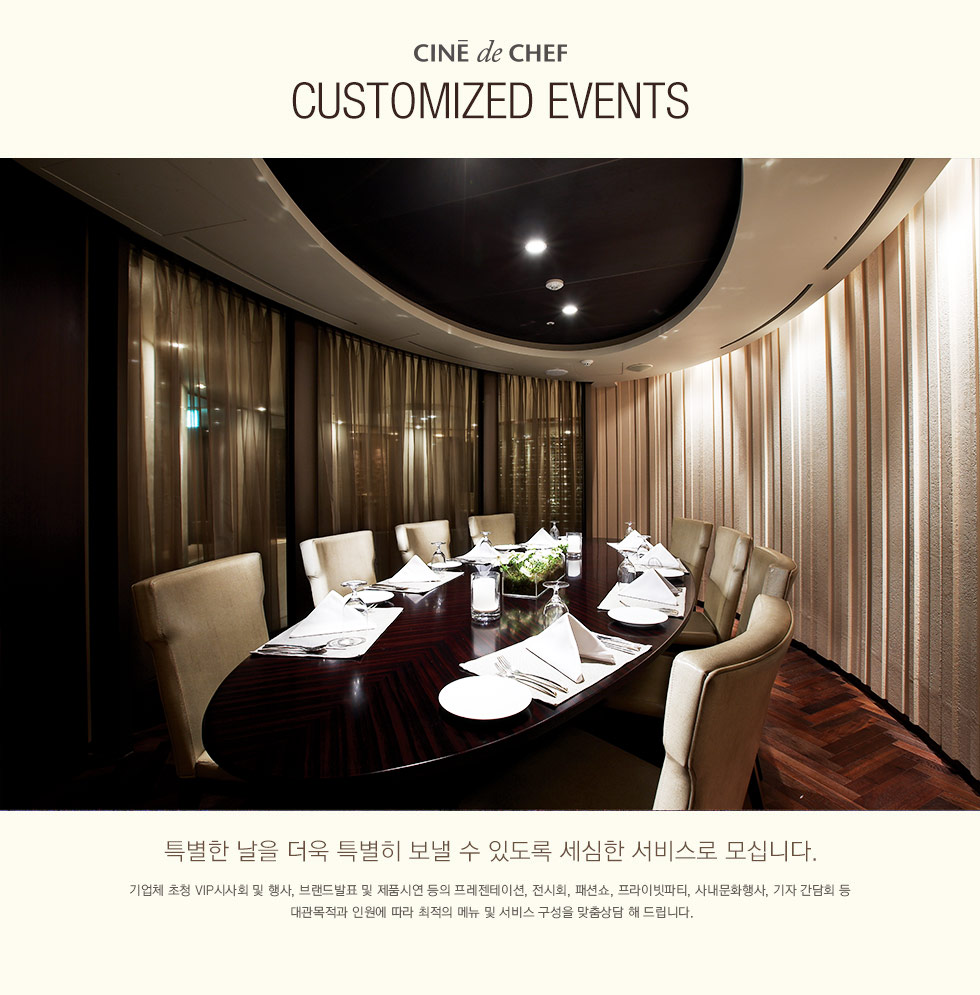 CINĒ de CHEF
CUSTOMIZED EVENTS
특별한 날을 더욱 특별히 보낼 수 있도록 세심한 서비스로 모십니다.
기업체 초청 VIP시사회 및 행사, 브랜드발표 및 제품시연 등의 프레젠테이션, 전시회, 패션쇼, 프라이빗파티, 사내문화행사, 기자 간담회 등
대관목적과 인원에 따라 최적의 메뉴 및 서비스 구성을 맞춤상담 해 드립니다.